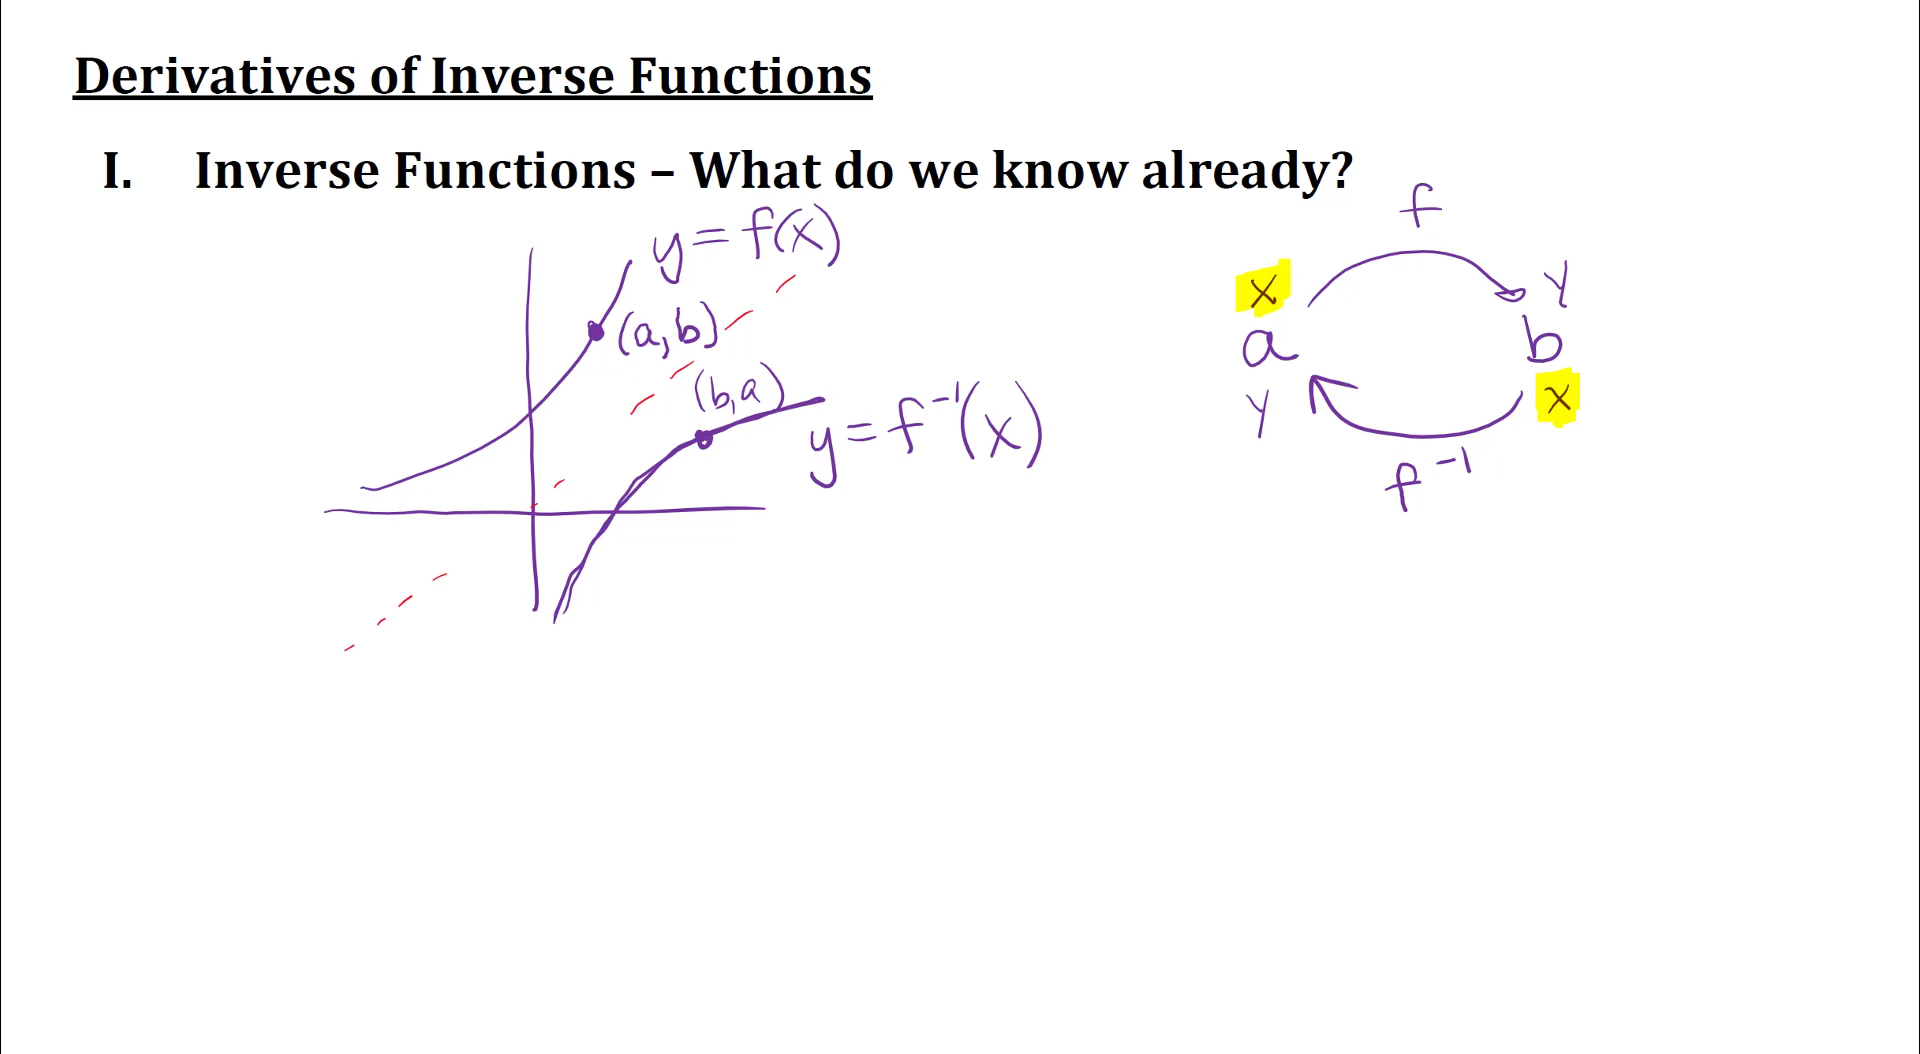 Derivatives of Inverse Functions
I. Inverse Functions – What do we know already?
y = f(x)
(a, b)
(b, a)
y = f⁻¹(x)
f
x y
a b
y x
f⁻¹